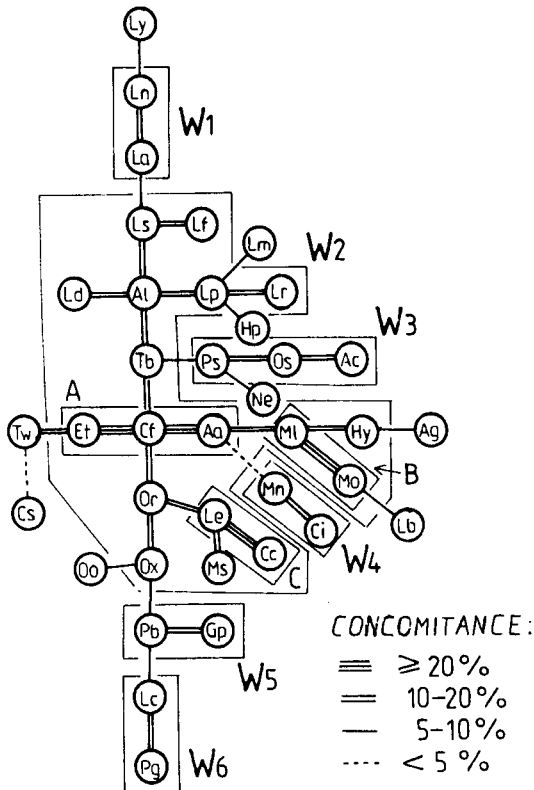 Ly
Ln
W1
La
Ls Lf
Lm
W2
Ld Al Lp Lr
Hp
W3
Tb Ps Os Ac
A
Ne
Tw Et Cf Aa Ml Hy Ag
B
Cs Or Le Mn Mo
Ci Lb
W4
Oo Ox Ms Cc
C
Pb Gp
W5
Lc
Pg
W6
CONCOMITANCE:
≥ 20%
10-20%
5-10%
< 5 %